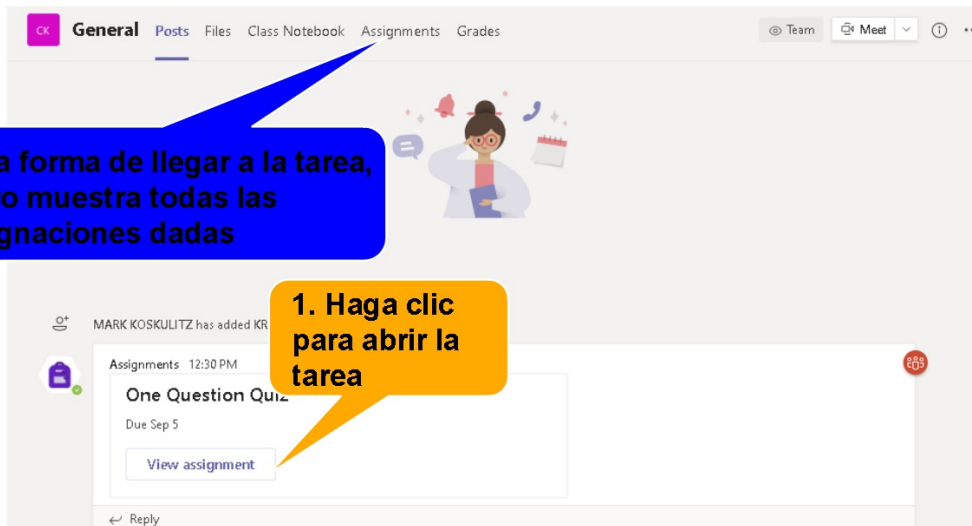 CK General Posts Files Class Notebook Assignments Grades Team Meet
a forma de llegar a la tarea,
o muestra todas las
gnaciones dadas
1. Haga clic
para abrir la
tarea
MARK KOSKULITZ has added KR
Assignments 12:30 PM
One Question Quiz
Due Sep 5
View assignment
Reply